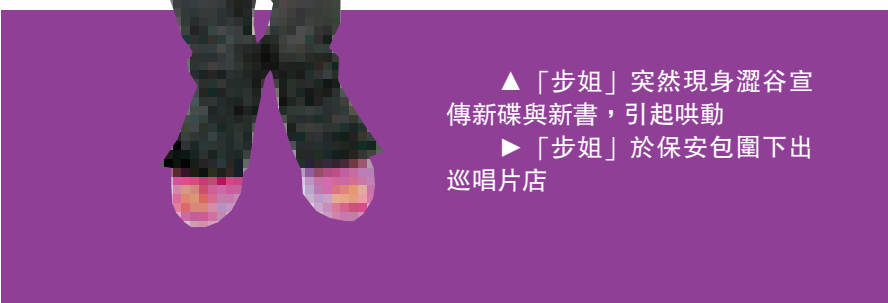 ▲「步姐」突然現身澀谷宣
傳新碟與新書，引起哄動
►「步姐」於保安包圍下出
巡唱片店